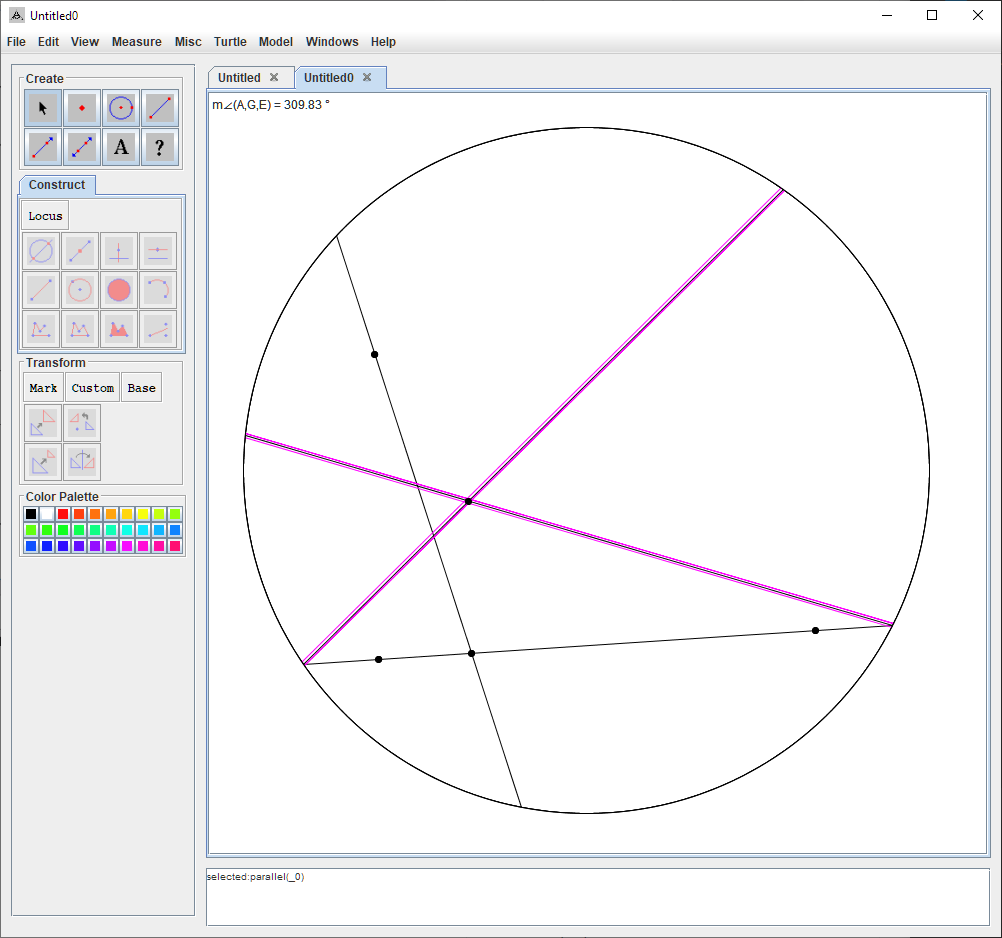 Untitled0
File Edit View Measure Misc Turtle Model Windows Help
Create
A ?
Construct
Locus
Transform
Mark Custom Base
Color Palette
Untitled Untitled0
m∠(A,G,E) = 309.83 °
selected:parallel(_0)